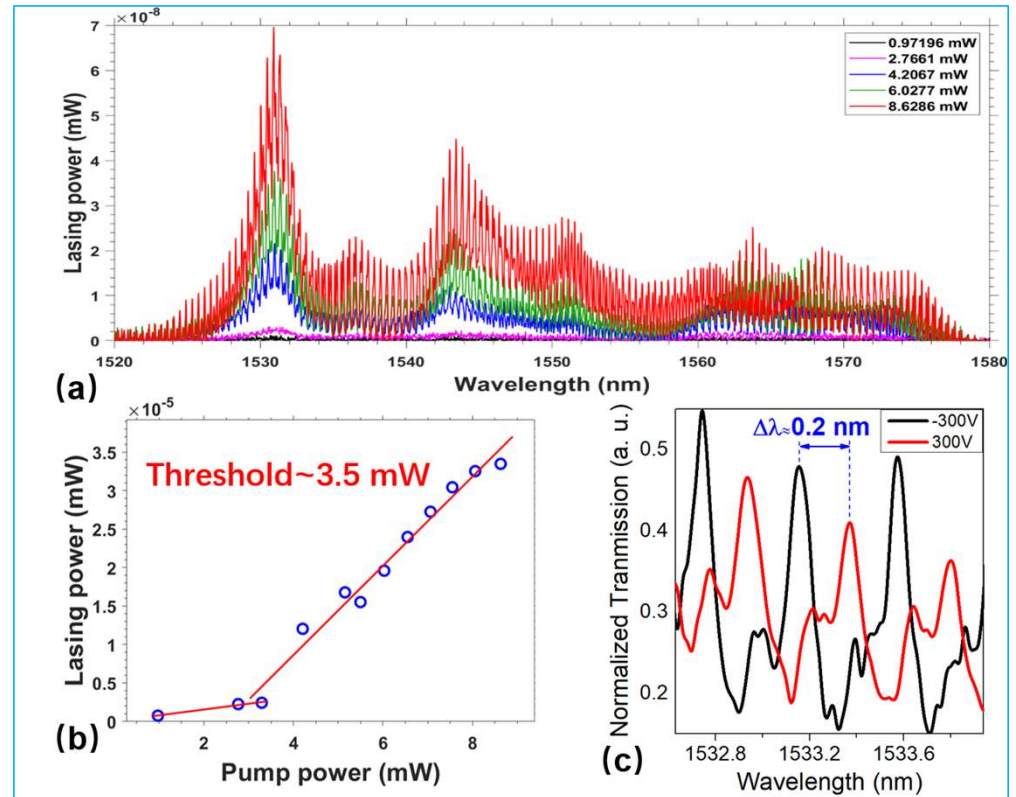 ×10⁻⁸
7
6
5
4
3
2
1
0
Lasing power (mW)
0.97196 mW
2.7661 mW
4.2067 mW
6.0277 mW
8.6286 mW
1520
1530
1540
1550
1560
1570
1580
Wavelength (nm)
(a)
×10⁻⁵
3.5
3
2.5
2
1.5
1
0.5
0
Lasing power (mW)
Threshold~3.5 mW
2
4
6
8
Pump power (mW)
(b)
Normalized Tranmission (a. u.)
0.5
0.4
0.3
0.2
Δλ≈0.2 nm
-300V
300V
1532.8
1533.2
1533.6
Wavelength (nm)
(c)